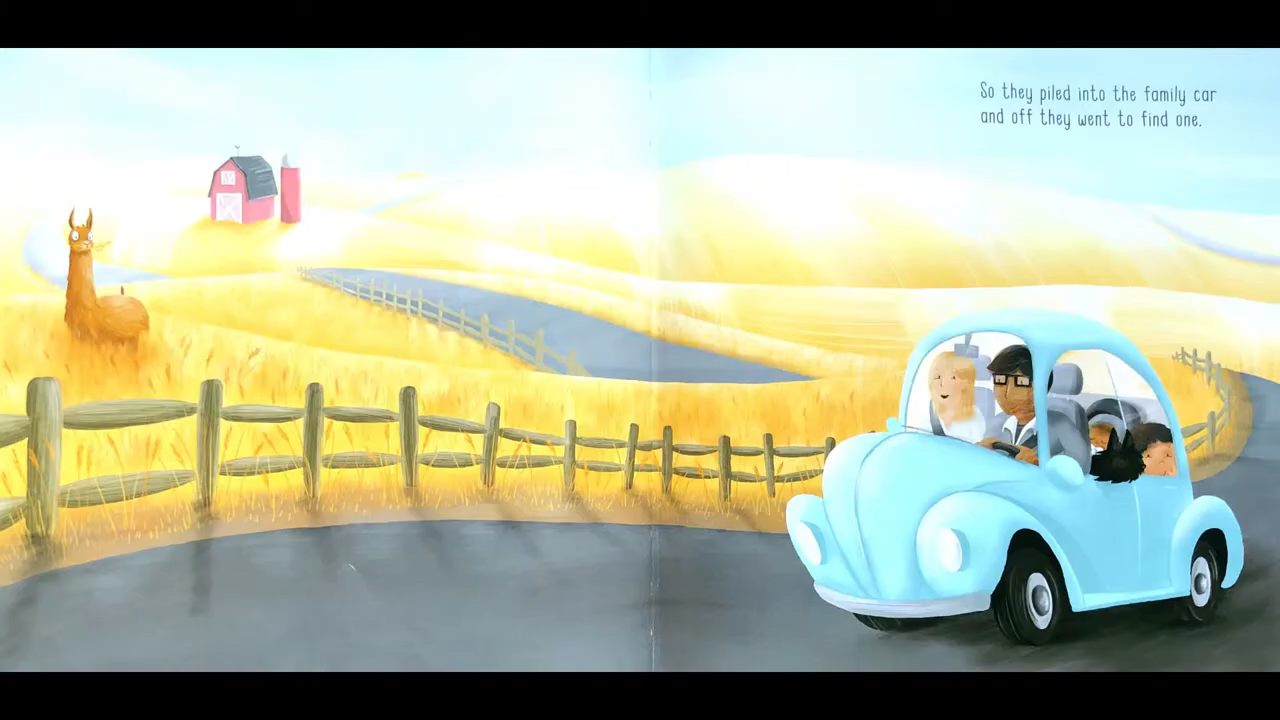 So they piled into the family car
and off they went to find one.